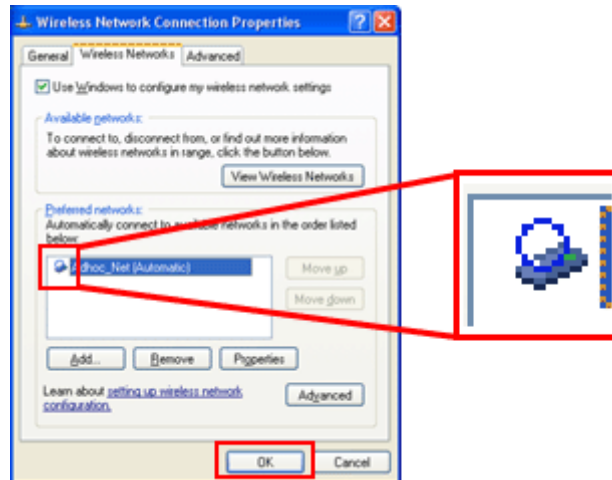 Wireless Network Connection Properties
General Wireless Networks Advanced
Use Windows to configure my wireless network settings
Available networks:
To connect to, disconnect from, or find out more information
about wireless networks in range, click the button below.
View Wireless Networks
Preferred networks:
Automatically connect to available networks in the order listed
below:
Adhoc_Net (Automatic)
Move up
Move down
Add... Remove Properties
Learn about setting up wireless network
configuration.
Advanced
OK Cancel